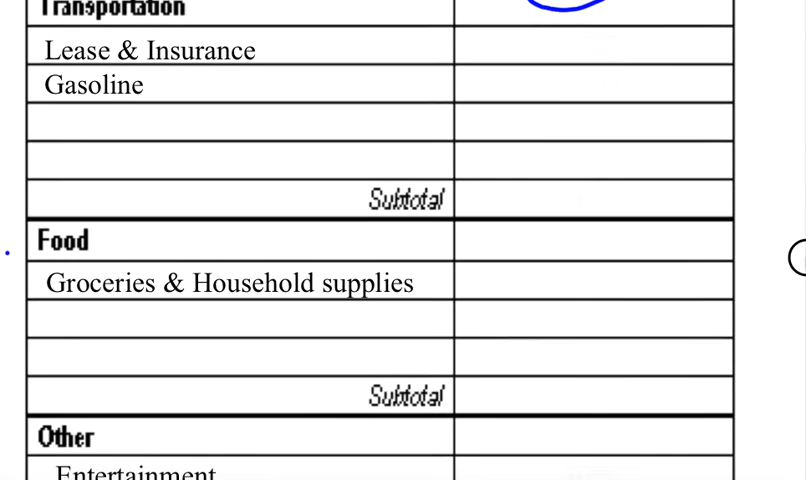 Transportation
Lease & Insurance
Gasoline
Subtotal
Food
Groceries & Household supplies
Subtotal
Other
Entertainment